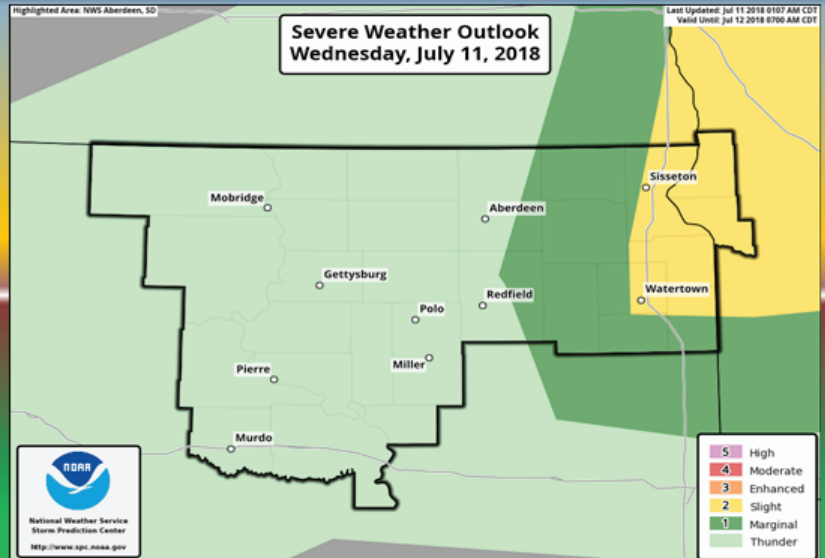 Highlighted Area: NWS Aberdeen, SD
Last Updated: Jul 11 2018 0107 AM CDT
Valid Until: Jul 12 2018 0700 AM CDT
Severe Weather Outlook
Wednesday, July 11, 2018
Sisseton
Mobridge
Aberdeen
Gettysburg
Watertown
Redfield
Polo
Miller
Pierre
Murdo
NOAA
National Weather Service
Storm Prediction Center
http://www.spc.noaa.gov
5 High
4 Moderate
3 Enhanced
2 Slight
1 Marginal
Thunder